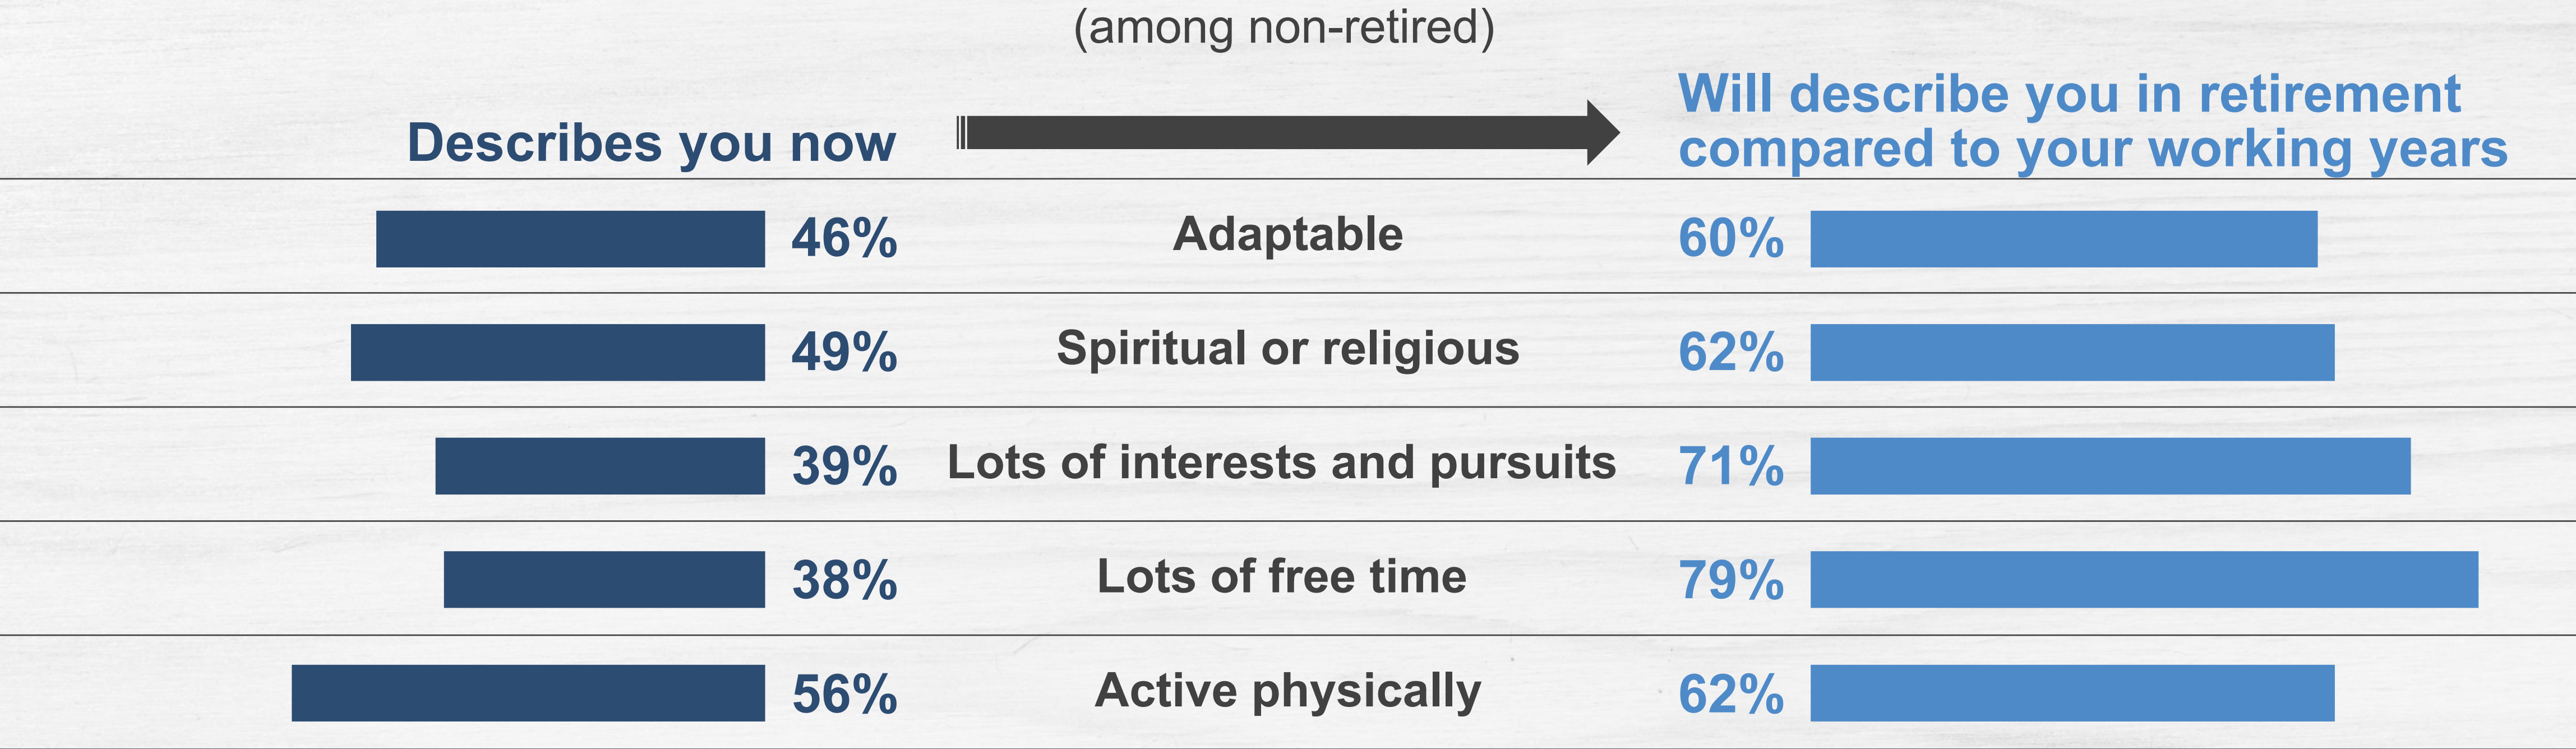 (among non-retired)
Describes you now
Will describe you in retirement
compared to your working years
46% Adaptable 60%
49% Spiritual or religious 62%
39% Lots of interests and pursuits 71%
38% Lots of free time 79%
56% Active physically 62%